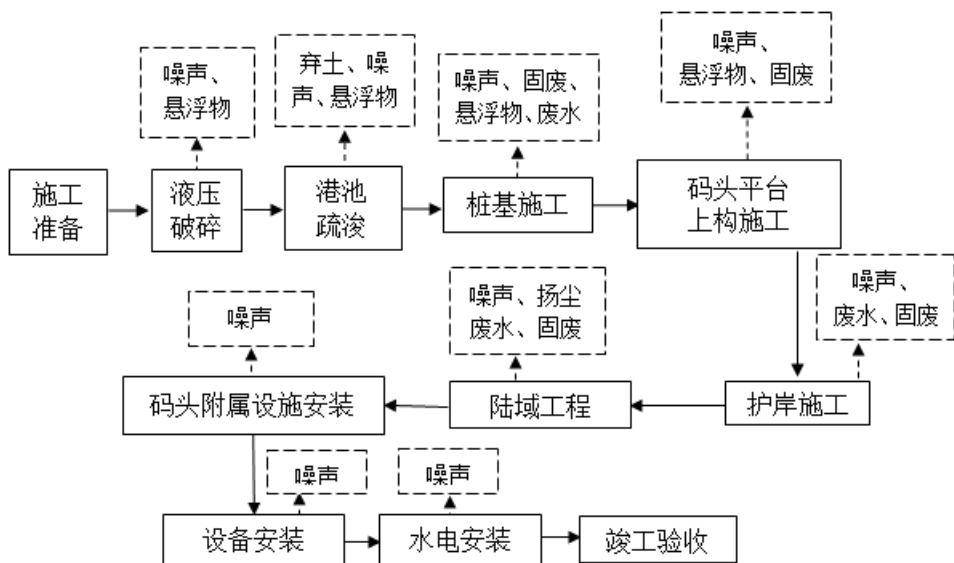 噪声、
悬浮物
弃土、噪
声、悬浮物
噪声、固废、
悬浮物、废水
噪声、
悬浮物、固废
施工
准备
液压
破碎
港池
疏浚
桩基施工
码头平台
上构施工
噪声
噪声、扬尘
废水、固废
噪声、
废水、固废
码头附属设施安装
陆域工程
护岸施工
噪声
噪声
设备安装
水电安装
竣工验收